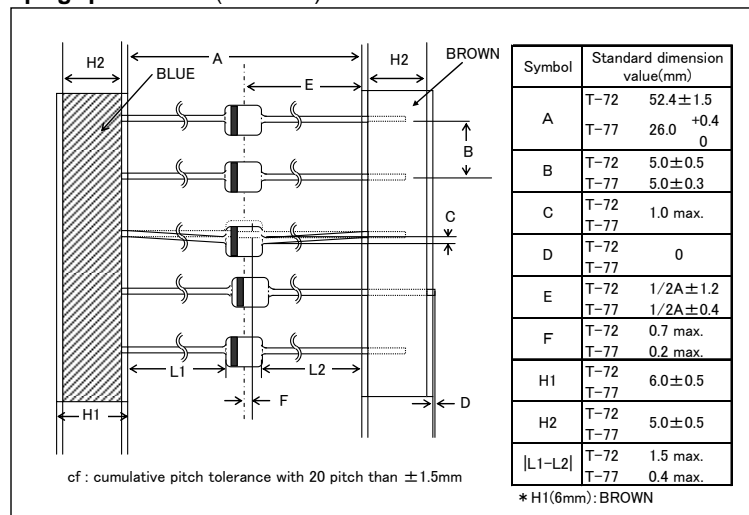 H2
A
H2
BROWN
BLUE
E
B
C
L1
L2
F
D
H1
cf : cumulative pitch tolerance with 20 pitch than ±1.5mm
Symbol Standard dimension value(mm)
A T-72 52.4±1.5
T-77 26.0 +0.4 0
B T-72 5.0±0.5
T-77 5.0±0.3
C T-72 T-77 1.0 max.
D T-72 T-77 0
E T-72 1/2A±1.2
T-77 1/2A±0.4
F T-72 0.7 max.
T-77 0.2 max.
H1 T-72 T-77 6.0±0.5
H2 T-72 T-77 5.0±0.5
|L1-L2| T-72 1.5 max.
T-77 0.4 max.
* H1(6mm): BROWN